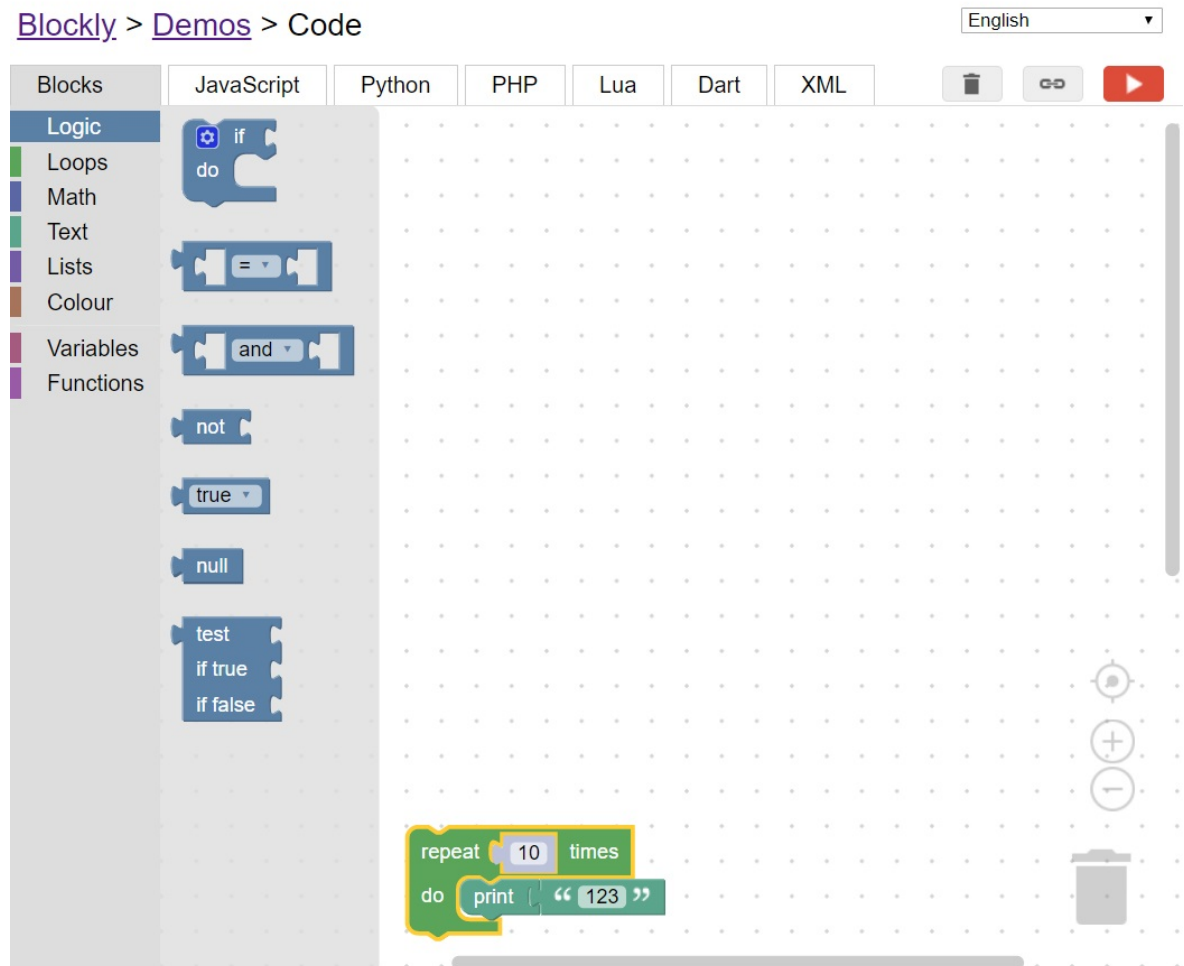 Blockly > Demos > Code
English
Blocks JavaScript Python PHP Lua Dart XML
Logic
Loops
Math
Text
Lists
Colour
Variables
Functions
if
do
=
and
not
true
null
test
if true
if false
repeat 10 times
do print “ 123 ”